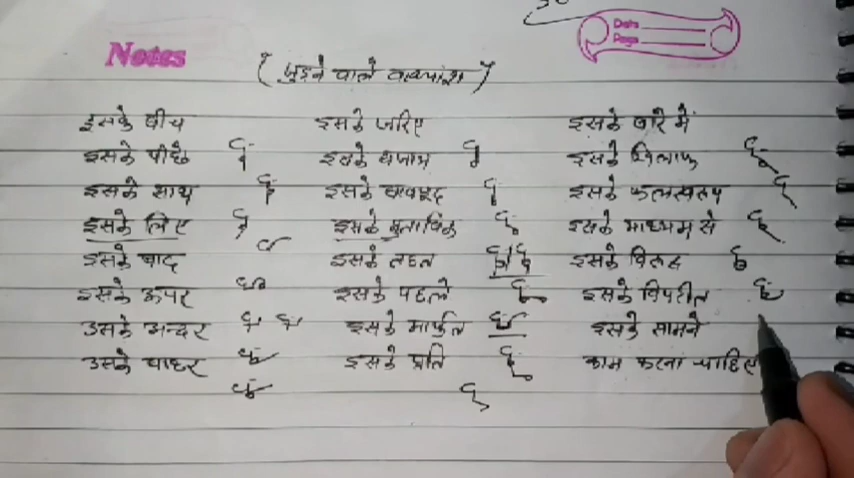 Date
Page
Notes
(जुड़ने वाले वाक्यांश)
इसके बीच इसके जरिए इसके बारे में
इसके पीछे इसके बजाय इसके खिलाफ
इसके साथ इसके बावजूद इसके फलस्वरूप
इसके लिए इसके मुताबिक इसके माध्यम से
इसके बाद इसके तहत इसके विरुद्ध
इसके ऊपर इसके पहले इसके विपरीत
उसके अन्दर इसके मार्फत इसके सामने
उसके बाहर इसके प्रति काम करना चाहिए